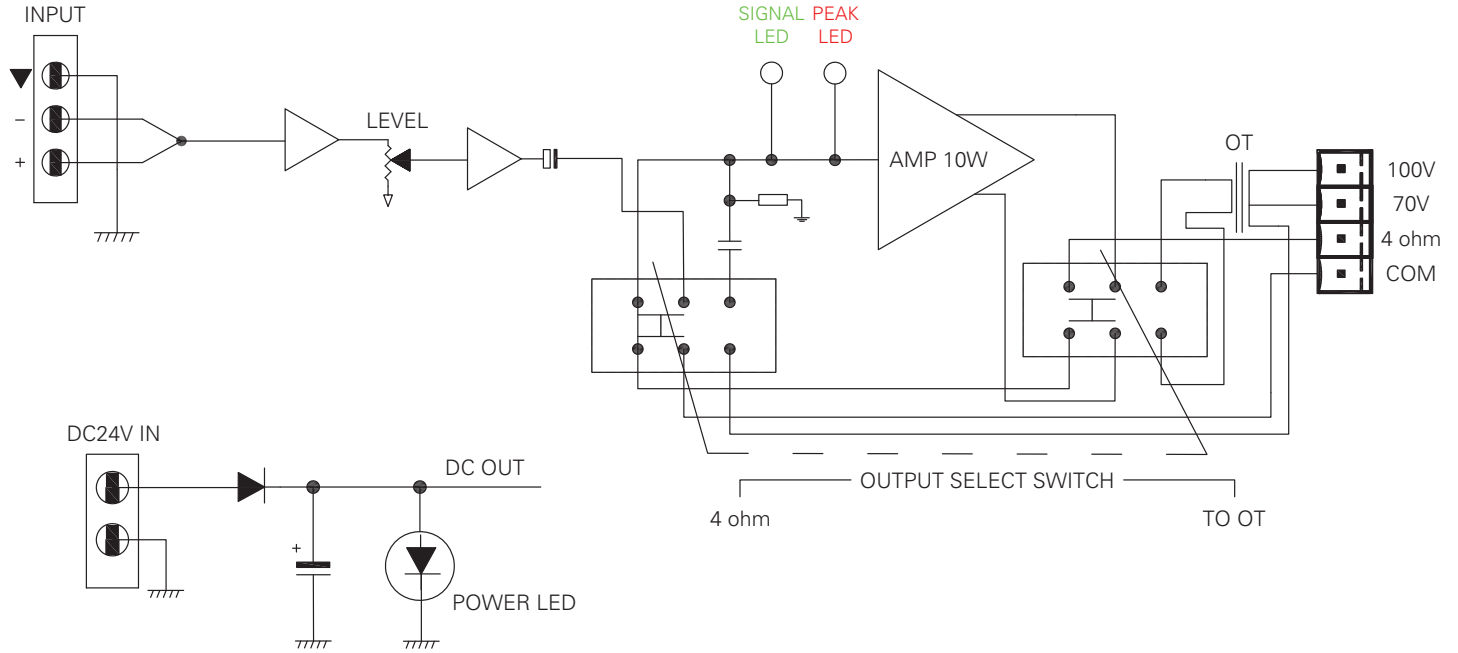 INPUT
−
+
LEVEL
SIGNAL PEAK
LED LED
AMP 10W
OT
100V
70V
4 ohm
COM
DC24V IN
DC OUT
+
POWER LED
OUTPUT SELECT SWITCH
4 ohm
TO OT